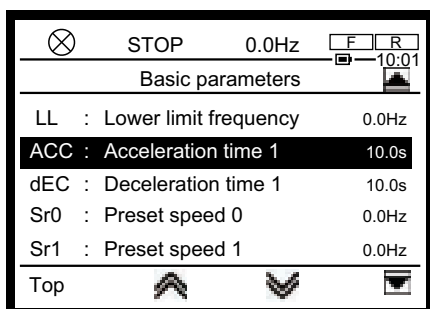 STOP 0.0Hz F R
10:01
Basic parameters
LL : Lower limit frequency 0.0Hz
ACC : Acceleration time 1 10.0s
dEC : Deceleration time 1 10.0s
Sr0 : Preset speed 0 0.0Hz
Sr1 : Preset speed 1 0.0Hz
Top